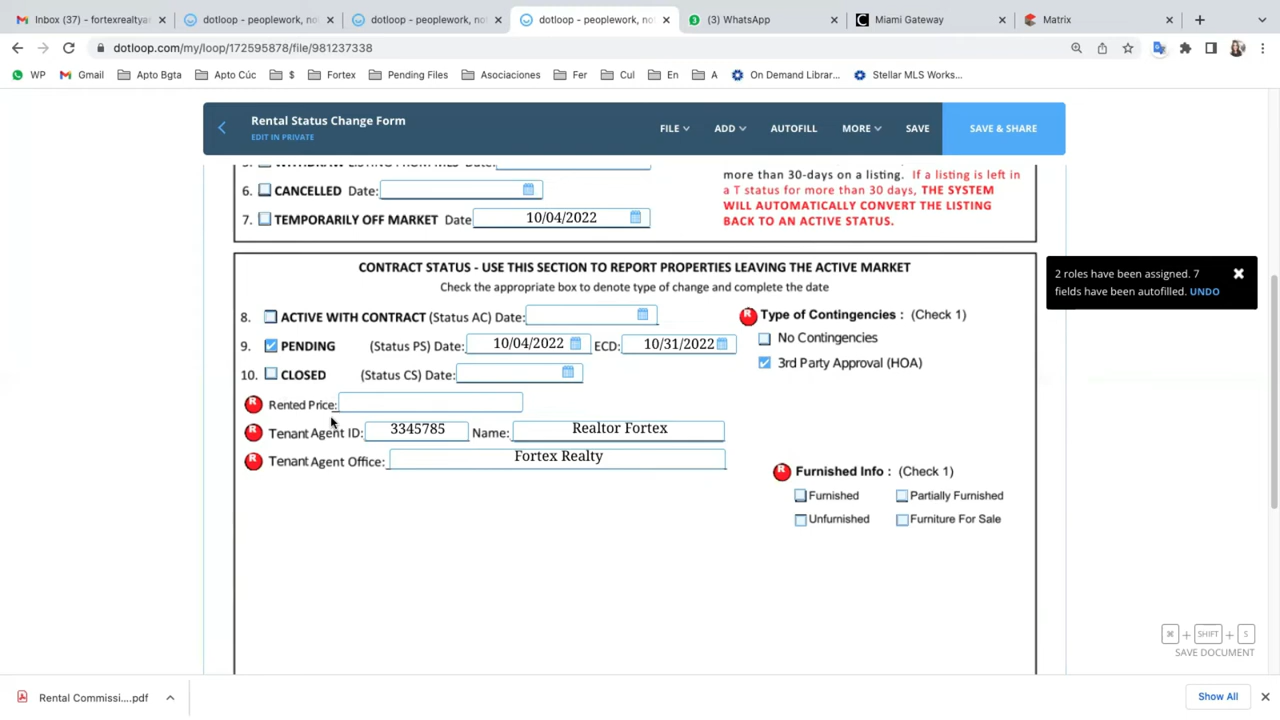 Inbox (37) - fortexrealtya
dotloop - peoplework, no
dotloop - peoplework, no
dotloop - peoplework, no
(3) WhatsApp
Miami Gateway
Matrix
dotloop.com/my/loop/172595878/file/981237338
WP
Gmail
Apto Bgta
Apto Cúc
$
Fortex
Pending Files
Asociaciones
Fer
Cul
En
A
On Demand Librar...
Stellar MLS Works...
Rental Status Change Form
EDIT IN PRIVATE
FILE
ADD
AUTOFILL
MORE
SAVE
SAVE & SHARE
more than 30-days on a listing. If a listing is left in
6. CANCELLED Date:
a T status for more than 30 days, THE SYSTEM
WILL AUTOMATICALLY CONVERT THE LISTING
7. TEMPORARILY OFF MARKET Date 10/04/2022
BACK TO AN ACTIVE STATUS.
CONTRACT STATUS - USE THIS SECTION TO REPORT PROPERTIES LEAVING THE ACTIVE MARKET
Check the appropriate box to denote type of change and complete the date
2 roles have been assigned. 7
fields have been autofilled. UNDO
8. ACTIVE WITH CONTRACT (Status AC) Date:
R Type of Contingencies : (Check 1)
No Contingencies
9. PENDING (Status PS) Date: 10/04/2022 ECD: 10/31/2022
3rd Party Approval (HOA)
10. CLOSED (Status CS) Date:
R Rented Price:
R Tenant Agent ID: 3345785 Name: Realtor Fortex
R Tenant Agent Office: Fortex Realty
R Furnished Info : (Check 1)
Furnished
Partially Furnished
Unfurnished
Furniture For Sale
⌘ + SHIFT + S
SAVE DOCUMENT
Rental Commissi....pdf
Show All